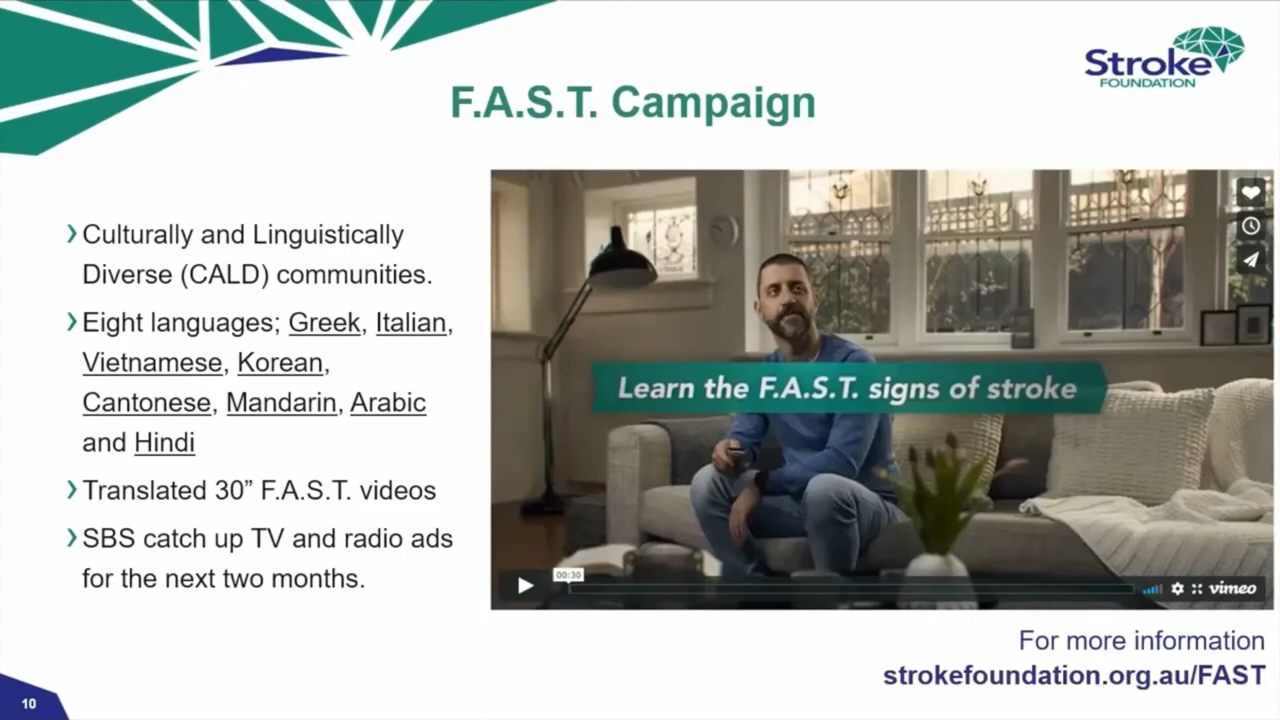 Stroke
FOUNDATION
F.A.S.T. Campaign
Culturally and Linguistically
Diverse (CALD) communities.
Eight languages; Greek, Italian,
Vietnamese, Korean,
Cantonese, Mandarin, Arabic
and Hindi
Translated 30” F.A.S.T. videos
SBS catch up TV and radio ads
for the next two months.
Learn the F.A.S.T. signs of stroke
00:30
vimeo
For more information
strokefoundation.org.au/FAST
10